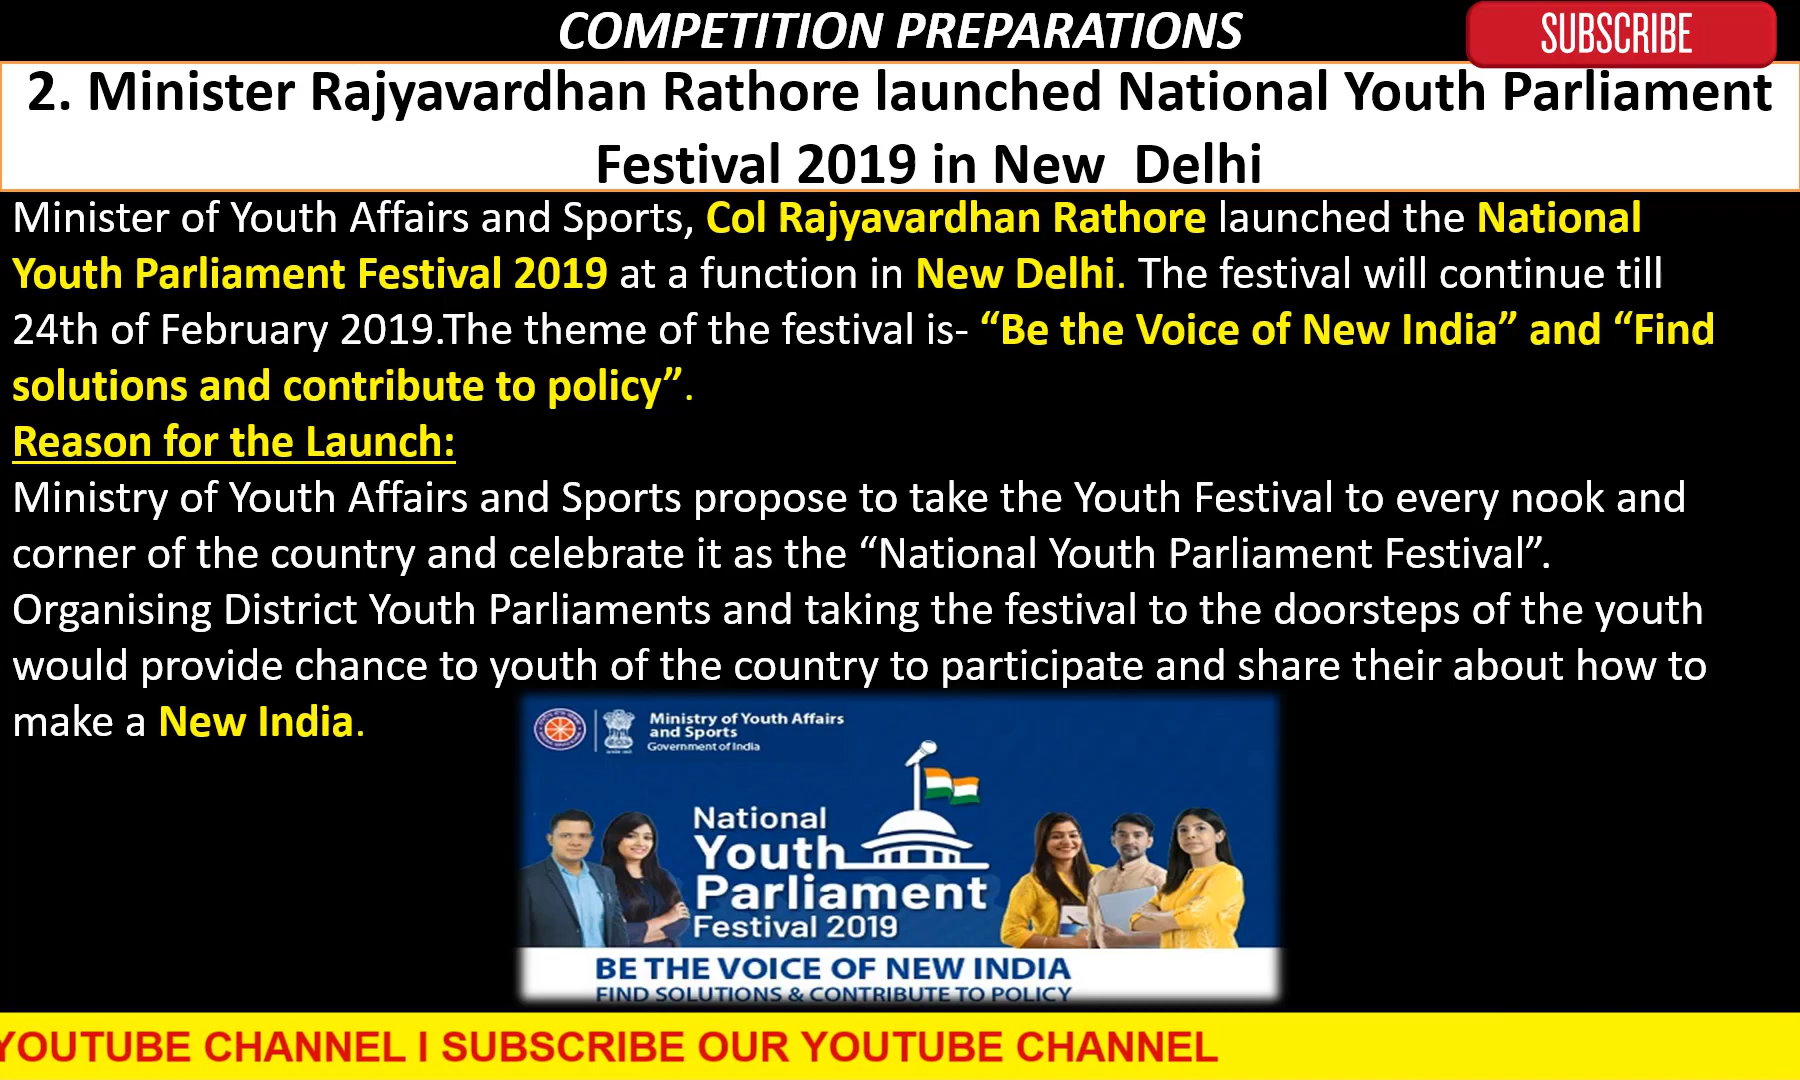 COMPETITION PREPARATIONS
SUBSCRIBE
2. Minister Rajyavardhan Rathore launched National Youth Parliament
Festival 2019 in New Delhi
Minister of Youth Affairs and Sports, Col Rajyavardhan Rathore launched the National
Youth Parliament Festival 2019 at a function in New Delhi. The festival will continue till
24th of February 2019.The theme of the festival is- “Be the Voice of New India” and “Find
solutions and contribute to policy”.
Reason for the Launch:
Ministry of Youth Affairs and Sports propose to take the Youth Festival to every nook and
corner of the country and celebrate it as the “National Youth Parliament Festival”.
Organising District Youth Parliaments and taking the festival to the doorsteps of the youth
would provide chance to youth of the country to participate and share their about how to
make a New India.
Ministry of Youth Affairs
and Sports
Government of India
National
Youth
Parliament
Festival 2019
BE THE VOICE OF NEW INDIA
FIND SOLUTIONS & CONTRIBUTE TO POLICY
YOUTUBE CHANNEL I SUBSCRIBE OUR YOUTUBE CHANNEL